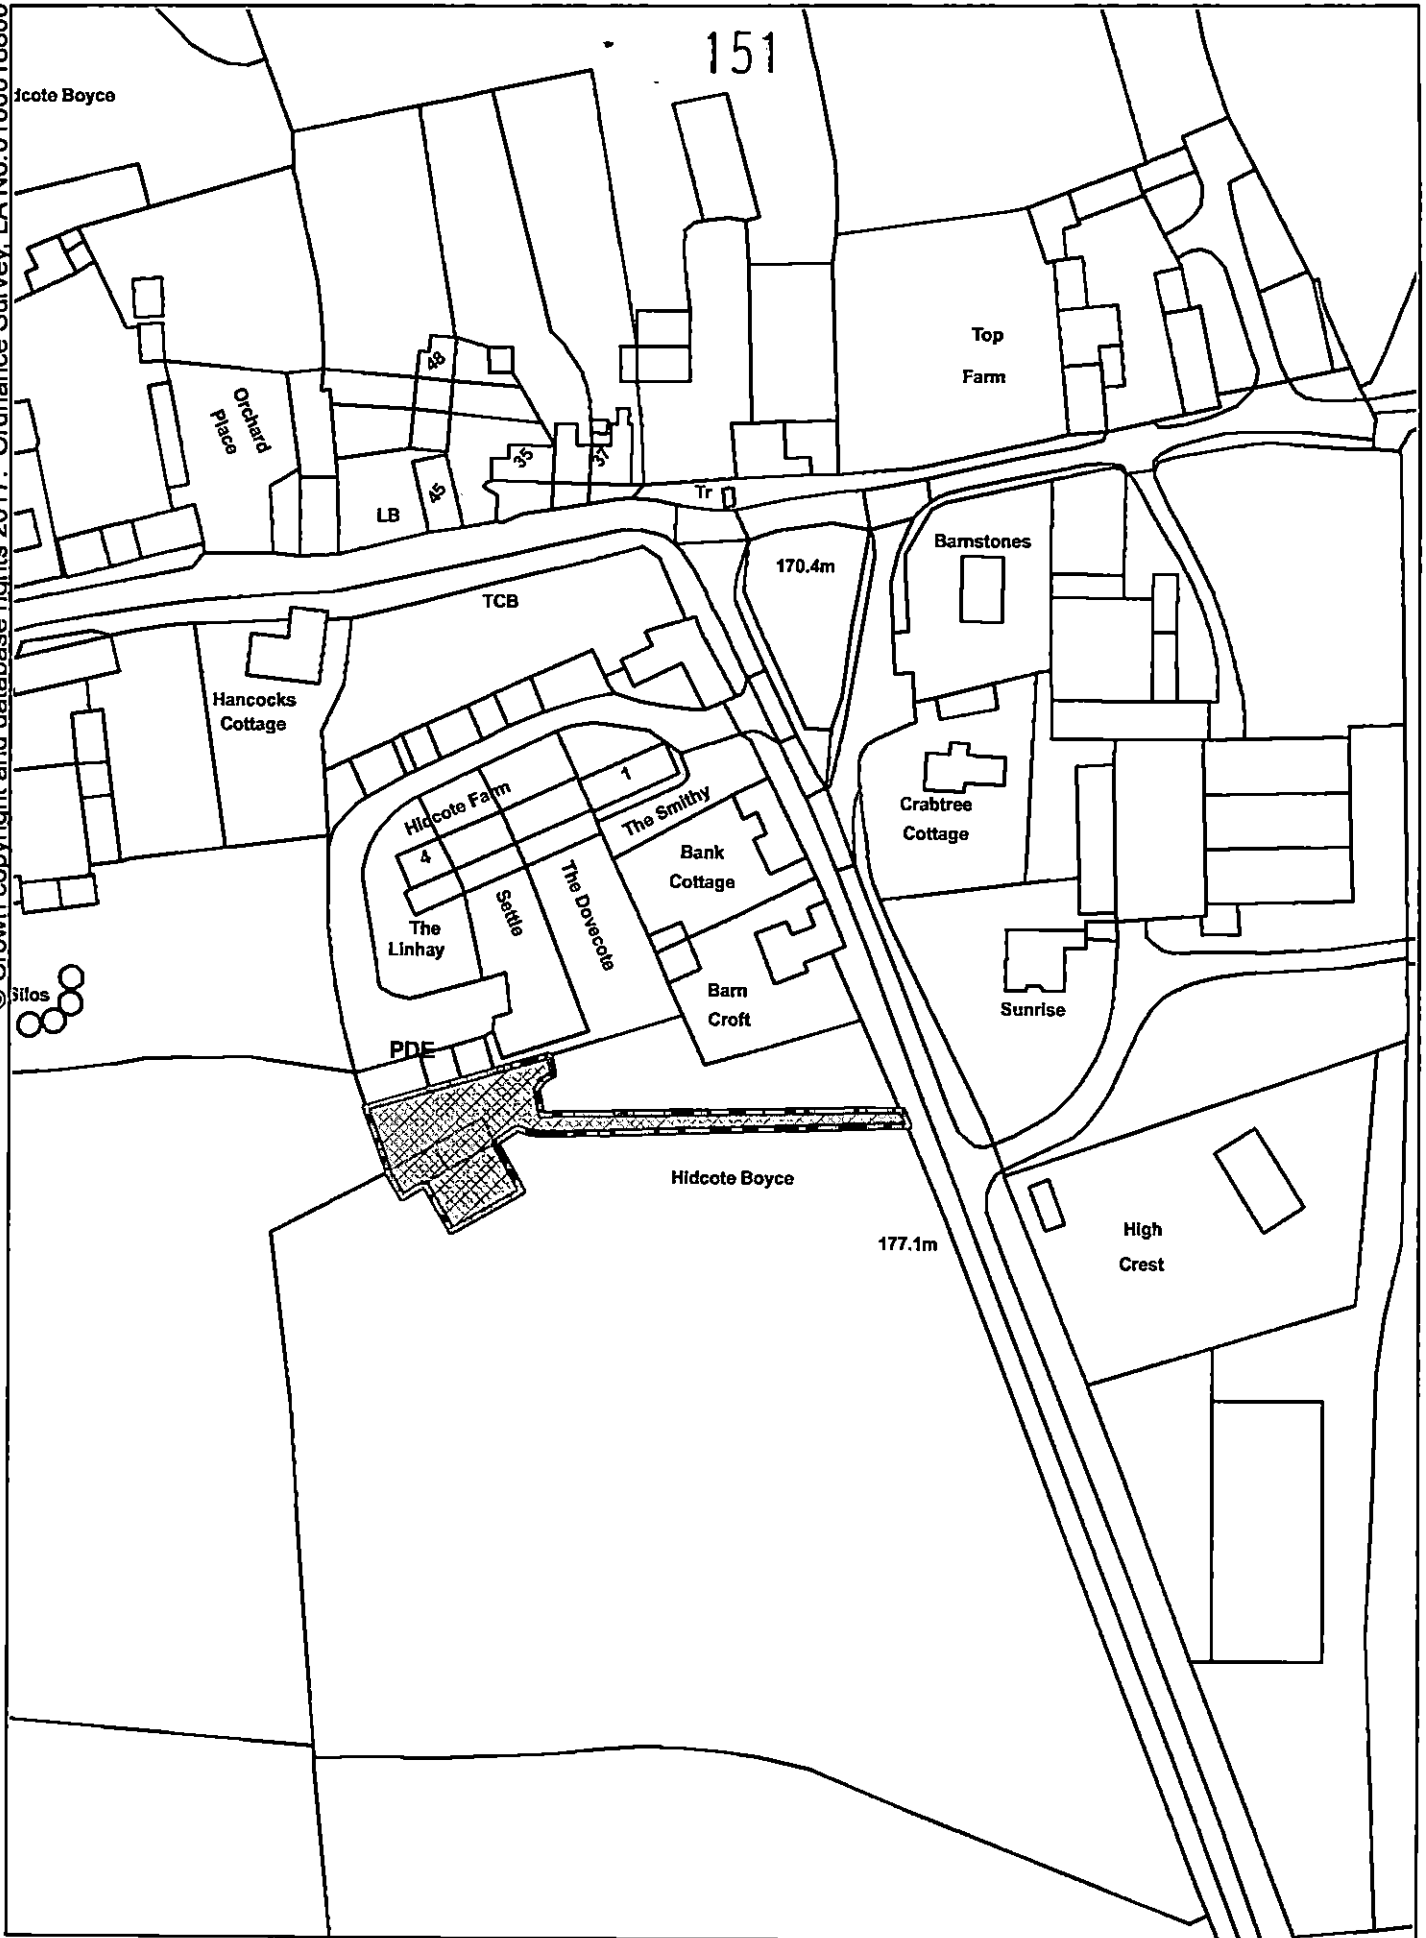 151
Hidcote Boyce
Top
Farm
48
Orchard
Place
35
37
45
Tr
LB
Barnstones
170.4m
TCB
Hancocks
Cottage
1
Hidcote Farm
The Smithy
Crabtree
Cottage
4
Bank
Cottage
The Dovecote
Settle
The
Linhay
Silos
Barn
Croft
Sunrise
PDE
Hidcote Boyce
177.1m
High
Crest